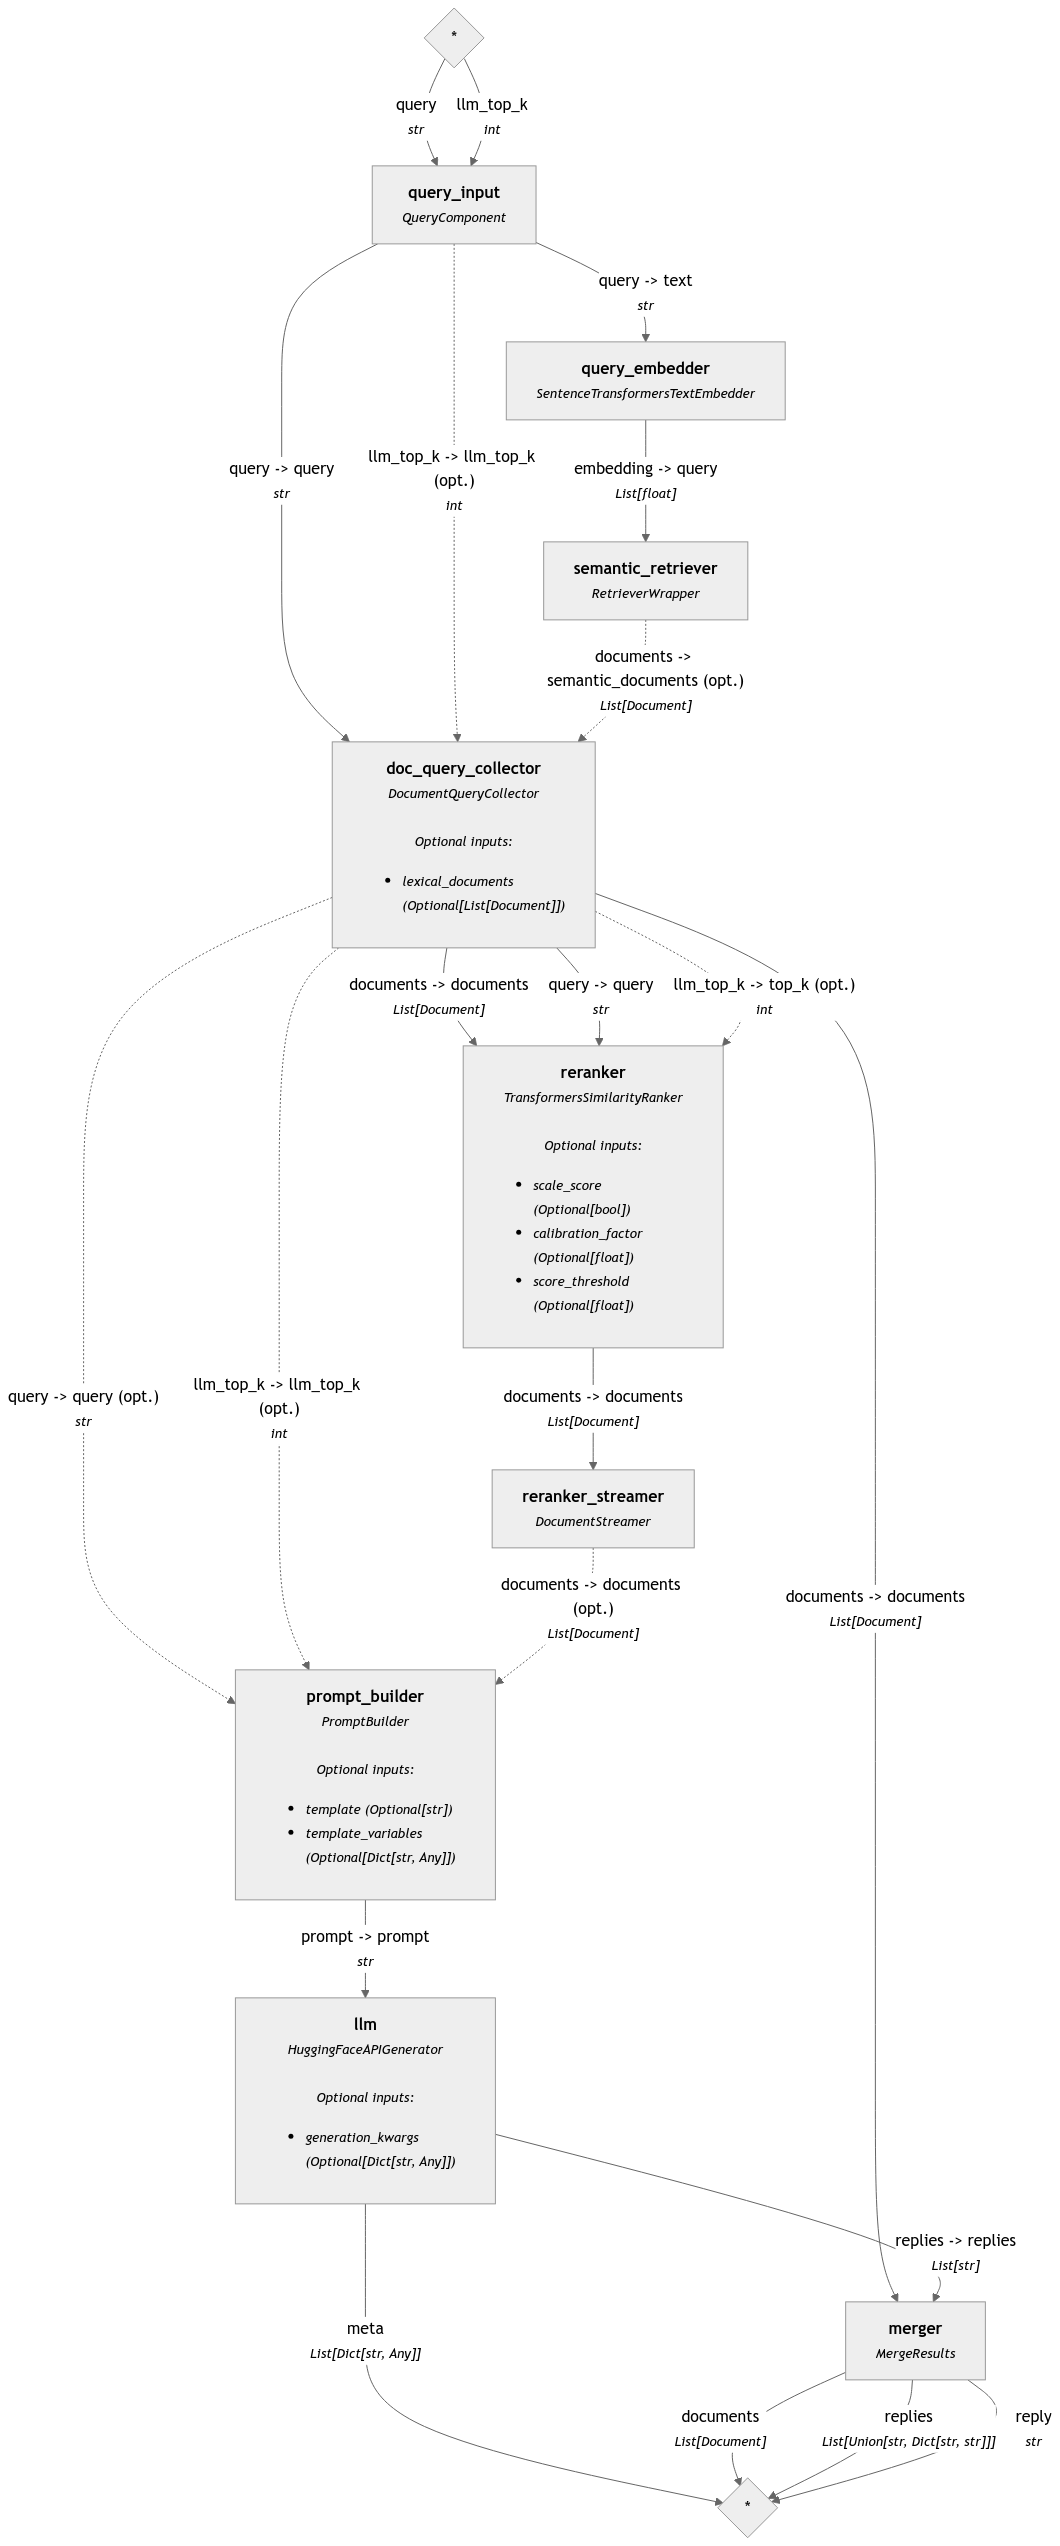 *
query
str
llm_top_k
int
query_input
QueryComponent
query -> text
str
query_embedder
SentenceTransformersTextEmbedder
query -> query
str
llm_top_k -> llm_top_k
(opt.)
int
embedding -> query
List[float]
semantic_retriever
RetrieverWrapper
documents ->
semantic_documents (opt.)
List[Document]
doc_query_collector
DocumentQueryCollector
Optional inputs:
• lexical_documents
(Optional[List[Document]])
documents -> documents
List[Document]
query -> query
str
llm_top_k -> top_k (opt.)
int
reranker
TransformersSimilarityRanker
Optional inputs:
• scale_score
(Optional[bool])
• calibration_factor
(Optional[float])
• score_threshold
(Optional[float])
query -> query (opt.)
str
llm_top_k -> llm_top_k
(opt.)
int
documents -> documents
List[Document]
reranker_streamer
DocumentStreamer
documents -> documents
(opt.)
List[Document]
documents -> documents
List[Document]
prompt_builder
PromptBuilder
Optional inputs:
• template (Optional[str])
• template_variables
(Optional[Dict[str, Any]])
prompt -> prompt
str
llm
HuggingFaceAPIGenerator
Optional inputs:
• generation_kwargs
(Optional[Dict[str, Any]])
replies -> replies
List[str]
meta
List[Dict[str, Any]]
merger
MergeResults
documents
List[Document]
replies
List[Union[str, Dict[str, str]]]
reply
str
*